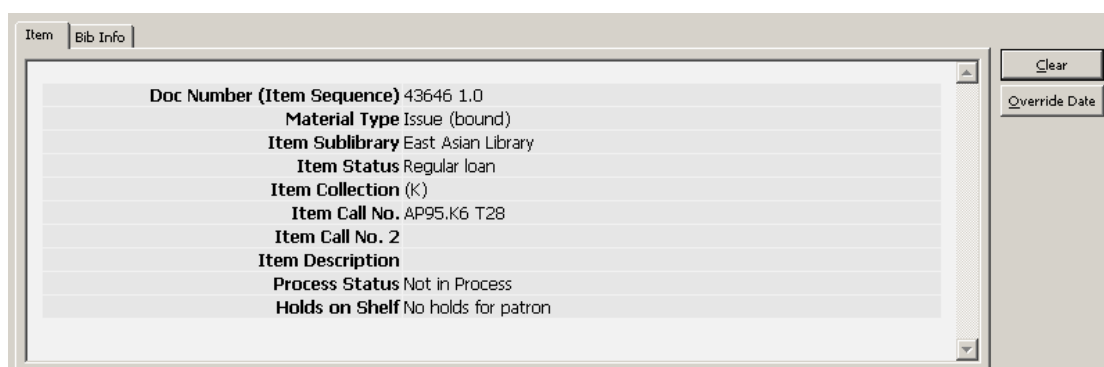 Item Bib Info
Clear
Override Date
Doc Number (Item Sequence) 43646 1.0
Material Type Issue (bound)
Item Sublibrary East Asian Library
Item Status Regular loan
Item Collection (K)
Item Call No. AP95.K6 T28
Item Call No. 2
Item Description
Process Status Not in Process
Holds on Shelf No holds for patron